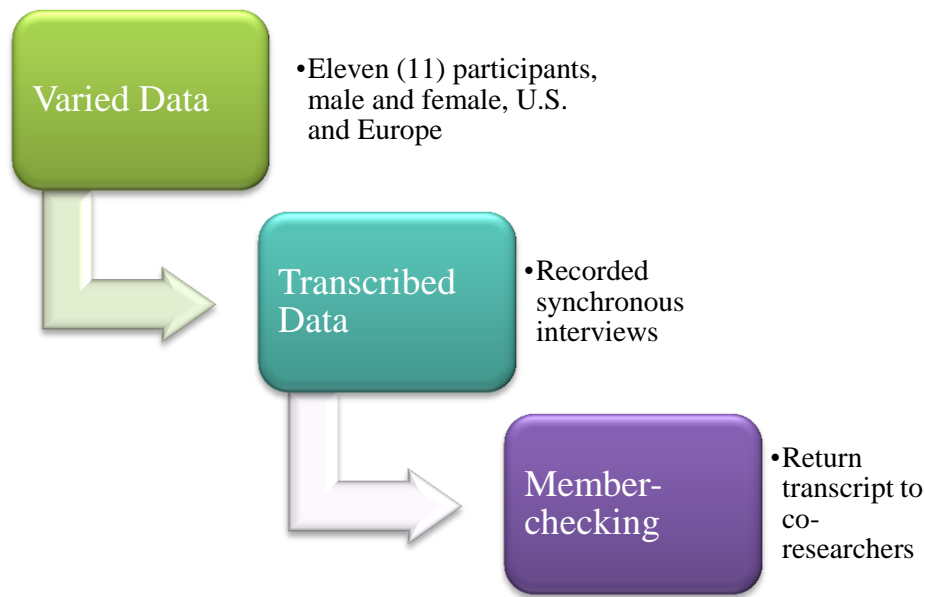 Varied Data
•Eleven (11) participants,
male and female, U.S.
and Europe
Transcribed
Data
•Recorded
synchronous
interviews
Member-
checking
•Return
transcript to
co-
researchers